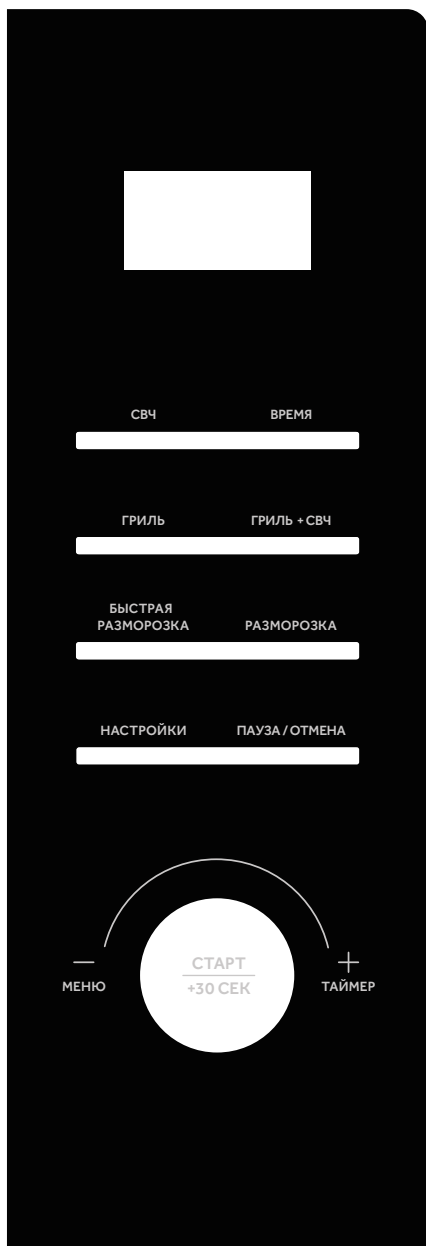 СВЧ ВРЕМЯ
ГРИЛЬ ГРИЛЬ + СВЧ
БЫСТРАЯ
РАЗМОРОЗКА РАЗМОРОЗКА
НАСТРОЙКИ ПАУЗА / ОТМЕНА
СТАРТ
+30 СЕК
— +
МЕНЮ ТАЙМЕР